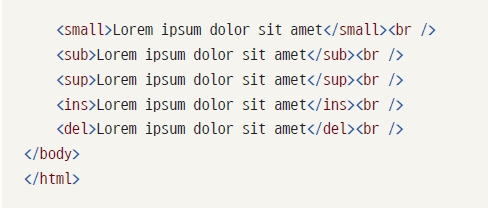 <small>Lorem ipsum dolor sit amet</small><br />
<sub>Lorem ipsum dolor sit amet</sub><br />
<sup>Lorem ipsum dolor sit amet</sup><br />
<ins>Lorem ipsum dolor sit amet</ins><br />
<del>Lorem ipsum dolor sit amet</del><br />
</body>
</html>